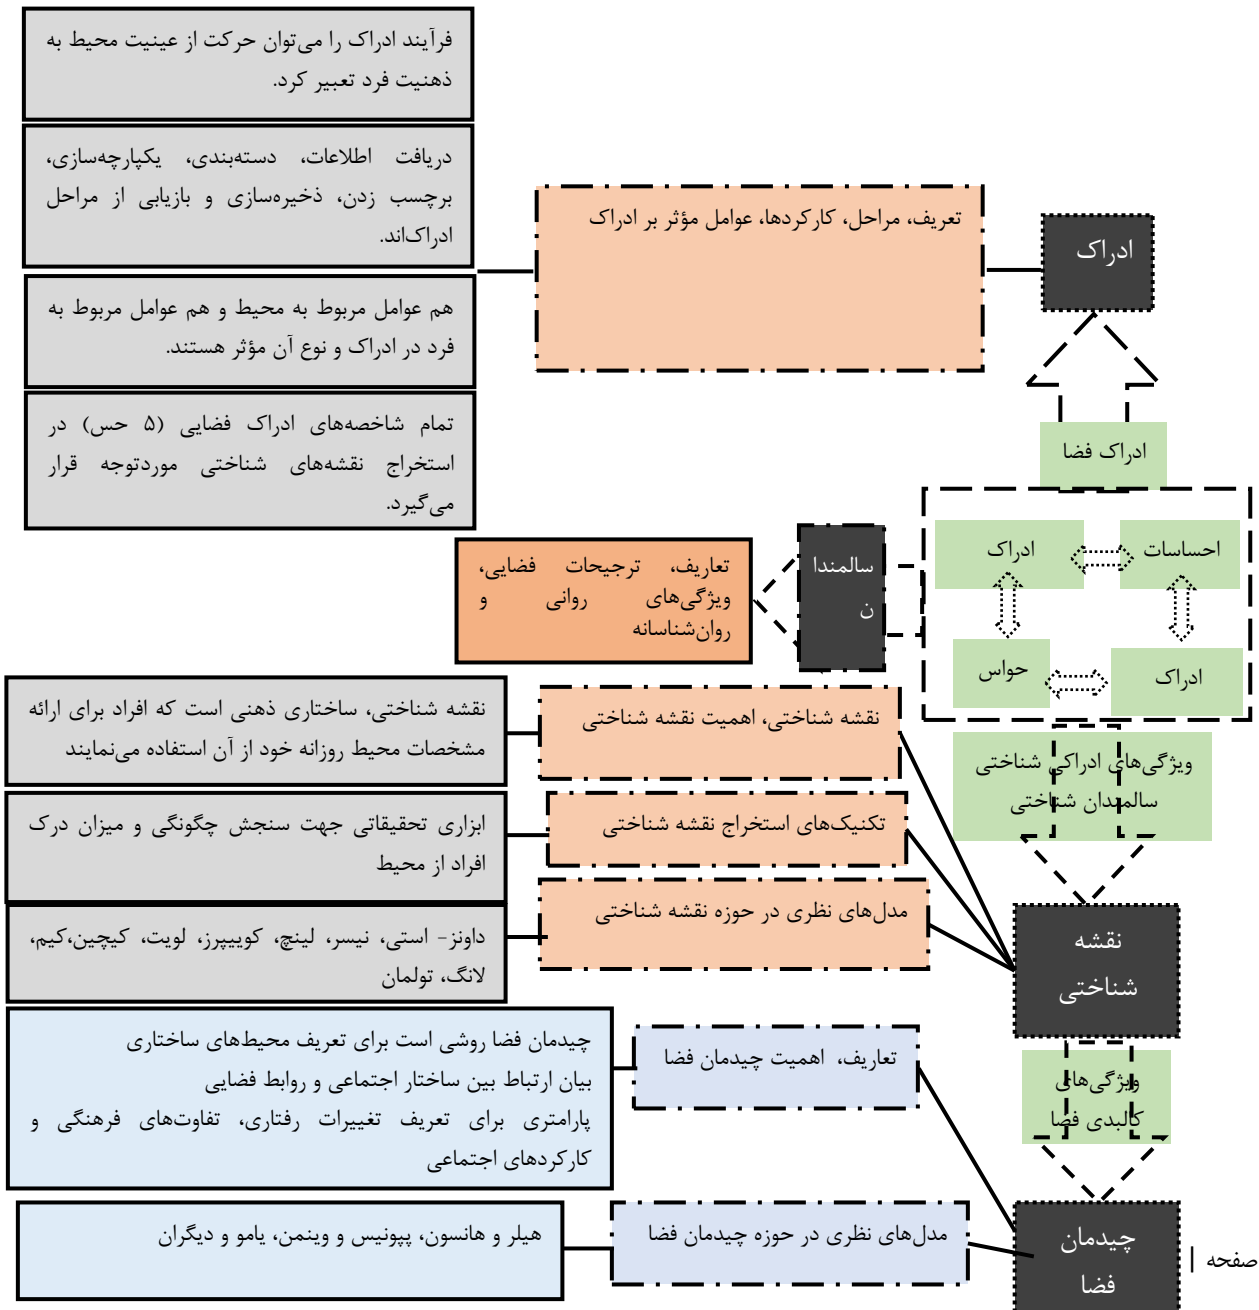 فرآیند ادراک را می‌توان حرکت از عینیت محیط به
ذهنیت فرد تعبیر کرد.
دریافت اطلاعات، دسته‌بندی، یکپارچه‌سازی،
برچسب زدن، ذخیره‌سازی و بازیابی از مراحل
ادراک‌اند.
هم عوامل مربوط به محیط و هم عوامل مربوط به
فرد در ادراک و نوع آن مؤثر هستند.
تمام شاخصه‌های ادراک فضایی (۵ حس) در
استخراج نقشه‌های شناختی موردتوجه قرار
می‌گیرد.
تعریف، مراحل، کارکردها، عوامل مؤثر بر ادراک
ادراک
ادراک فضا
احساسات
ادراک
حواس
ادراک
سالمندا
ن
تعاریف، ترجیحات فضایی،
ویژگی‌های روانی و
روان‌شناسانه
ویژگی‌های ادراکی شناختی
سالمندان شناختی
نقشه شناختی، اهمیت نقشه شناختی
نقشه شناختی، ساختاری ذهنی است که افراد برای ارائه
مشخصات محیط روزانه خود از آن استفاده می‌نمایند
تکنیک‌های استخراج نقشه شناختی
ابزاری تحقیقاتی جهت سنجش چگونگی و میزان درک
افراد از محیط
مدل‌های نظری در حوزه نقشه شناختی
داونز- استی، نیسر، لینچ، کوییپرز، لویت، کیچین،کیم،
لانگ، تولمان
نقشه
شناختی
ویژگی‌های
کالبدی فضا
تعاریف، اهمیت چیدمان فضا
چیدمان فضا روشی است برای تعریف محیط‌های ساختاری
بیان ارتباط بین ساختار اجتماعی و روابط فضایی
پارامتری برای تعریف تغییرات رفتاری، تفاوت‌های فرهنگی و
کارکردهای اجتماعی
مدل‌های نظری در حوزه چیدمان فضا
هیلر و هانسون، پپونیس و وینمن، یامو و دیگران
چیدمان
فضا
صفحه |